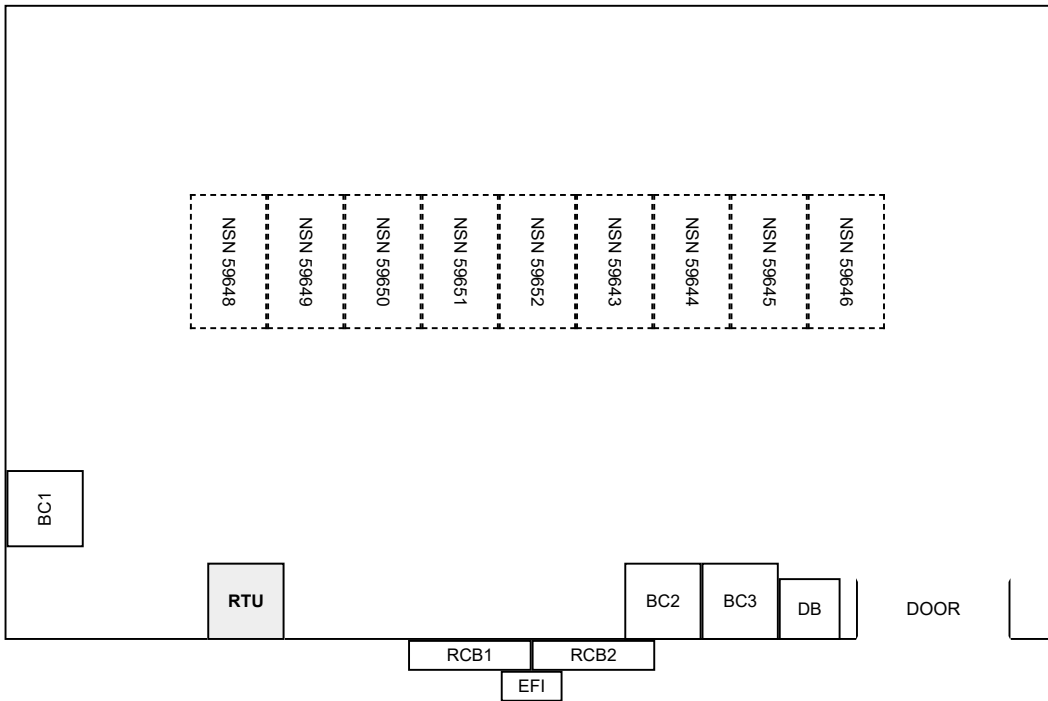 NSN 59648
NSN 59649
NSN 59650
NSN 59651
NSN 59652
NSN 59643
NSN 59644
NSN 59645
NSN 59646
BC1
RTU
BC2
BC3
DB
DOOR
RCB1
RCB2
EFI